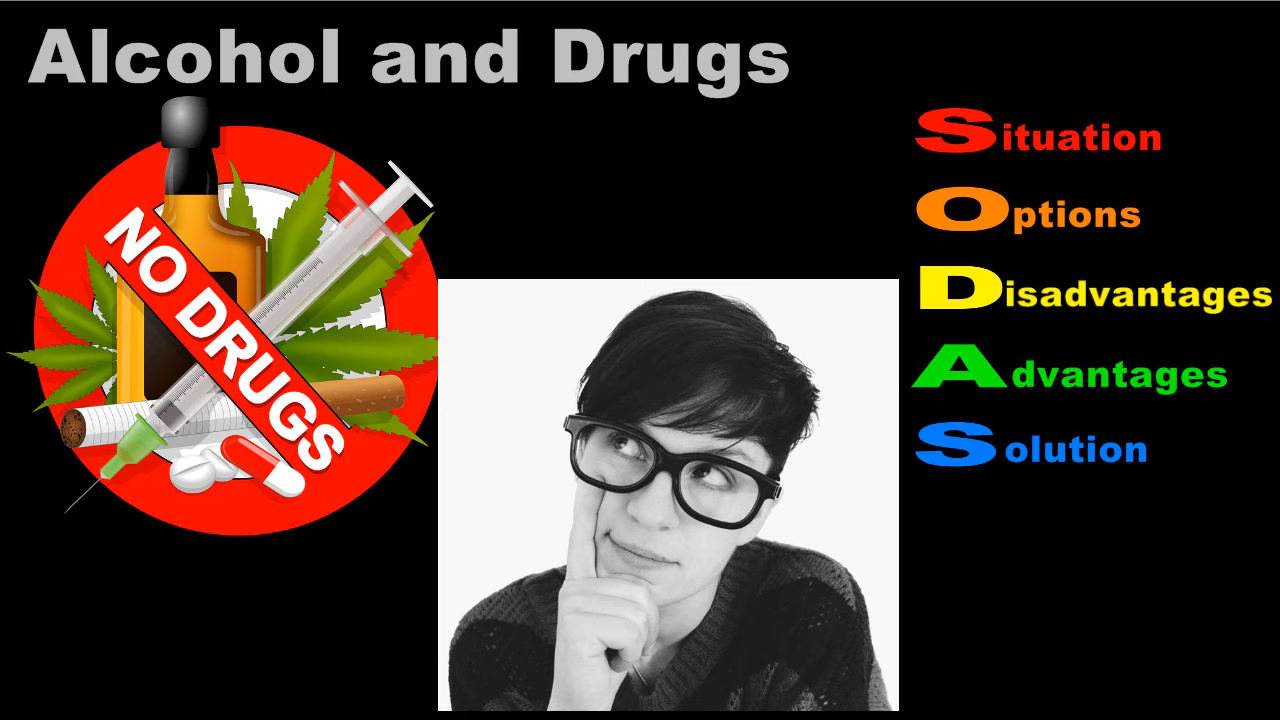 Alcohol and Drugs
NO DRUGS
Situation
Options
Disadvantages
Advantages
Solution